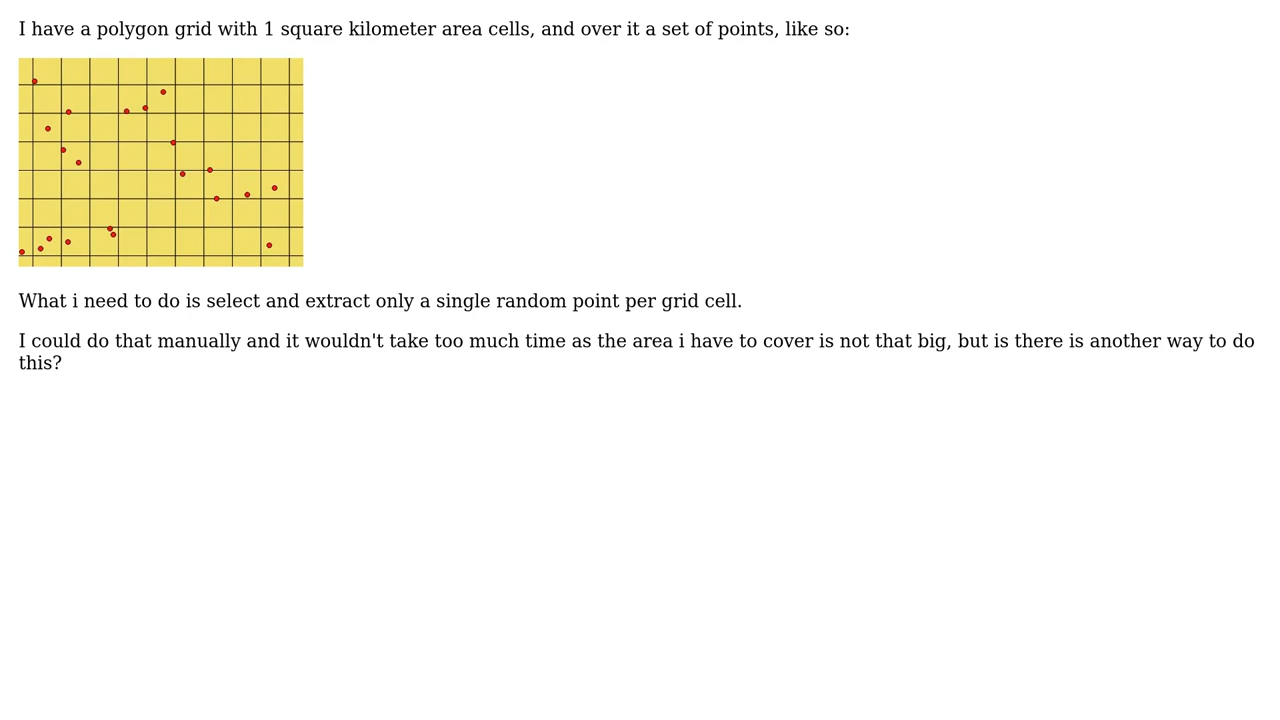 I have a polygon grid with 1 square kilometer area cells, and over it a set of points, like so:
What i need to do is select and extract only a single random point per grid cell.
I could do that manually and it wouldn't take too much time as the area i have to cover is not that big, but is there is another way to do
this?